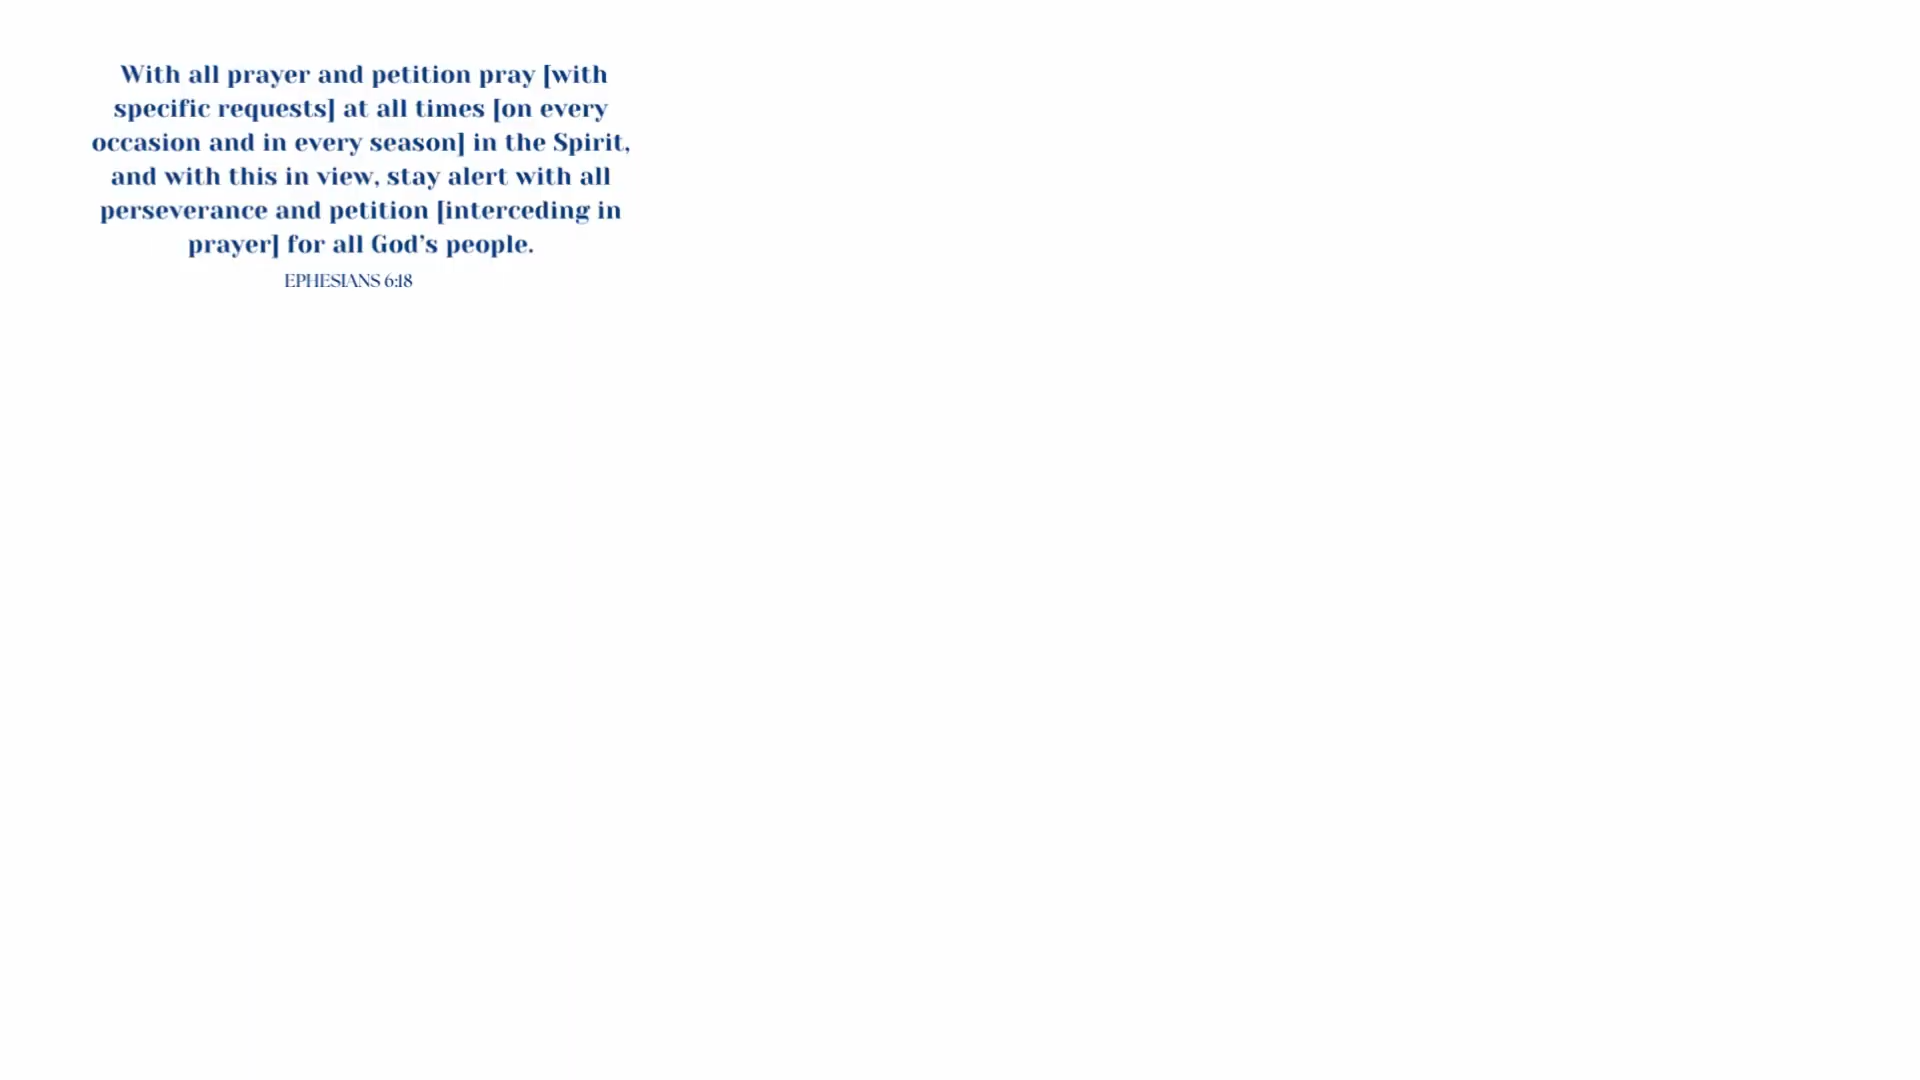 With all prayer and petition pray [with
specific requests] at all times [on every
occasion and in every season] in the Spirit,
and with this in view, stay alert with all
perseverance and petition [interceding in
prayer] for all God’s people.
EPHESIANS 6:18